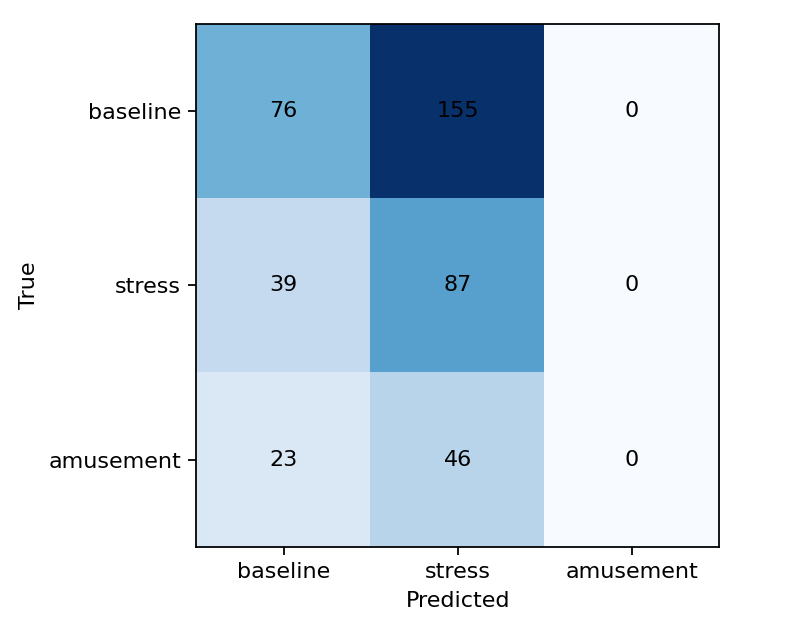 baseline 76 155 0
stress 39 87 0
amusement 23 46 0
baseline stress amusement
Predicted
True